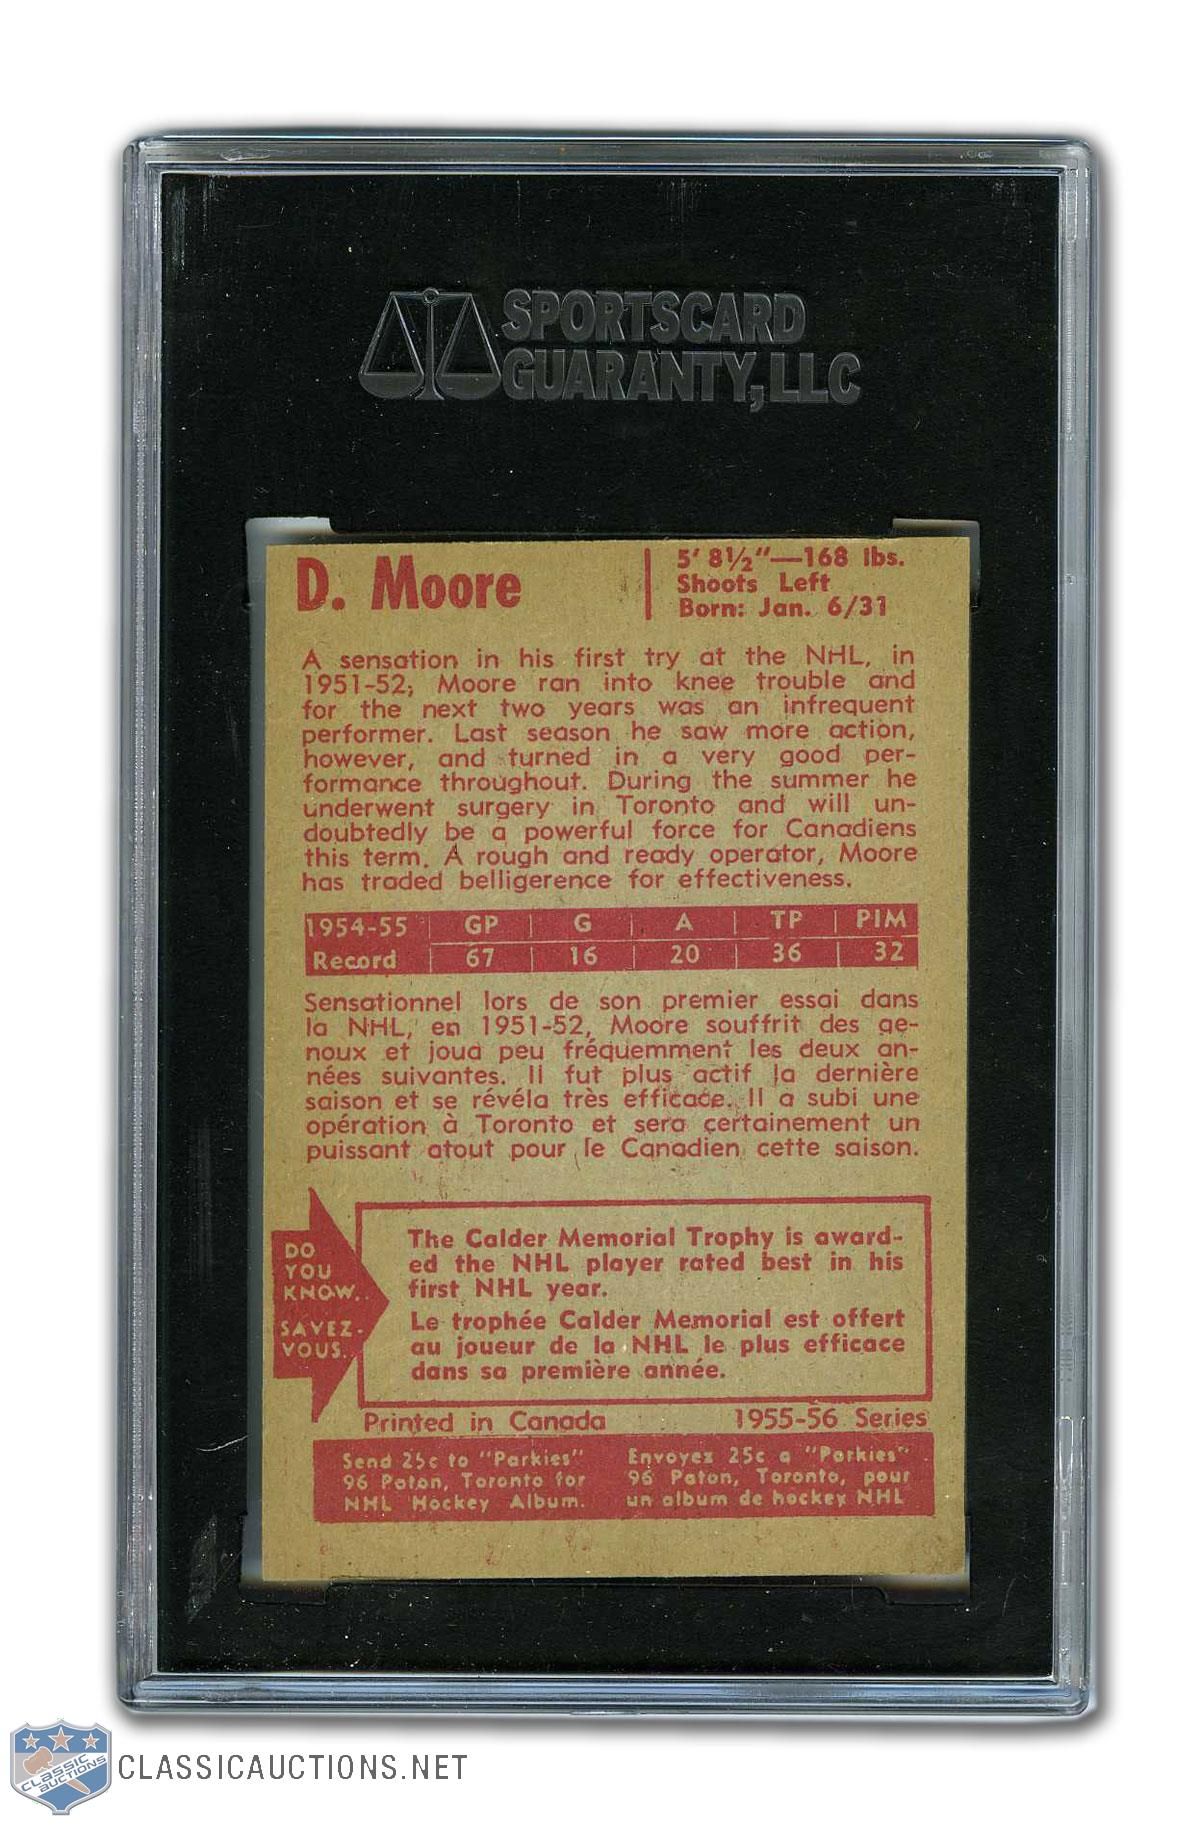 SPORTSCARD
GUARANTY, LLC
D. Moore
5' 8½"—168 lbs.
Shoots Left
Born: Jan. 6/31
A sensation in his first try at the NHL, in
1951-52, Moore ran into knee trouble and
for the next two years was an infrequent
performer. Last season he saw more action,
however, and turned in a very good per-
formance throughout. During the summer he
underwent surgery in Toronto and will un-
doubtedly be a powerful force for Canadiens
this term. A rough and ready operator, Moore
has traded belligerence for effectiveness.
1954-55 | GP | G | A | TP | PIM
Record | 67 | 16 | 20 | 36 | 32
Sensationnel lors de son premier essai dans
la NHL, en 1951-52, Moore souffrit des ge-
noux et joua peu fréquemment les deux an-
nées suivantes. Il fut plus actif la dernière
saison et se révéla très efficace. Il a subi une
opération à Toronto et sera certainement un
puissant atout pour le Canadien cette saison.
DO
YOU
KNOW..
SAVEZ-
VOUS..
The Calder Memorial Trophy is award-
ed the NHL player rated best in his
first NHL year.
Le trophée Calder Memorial est offert
au joueur de la NHL le plus efficace
dans sa première année.
Printed in Canada 1955-56 Series
Send 25c to "Parkies"
96 Paton, Toronto for
NHL Hockey Album.
Envoyez 25c a "Parkies"
96 Paton, Toronto, pour
un album de hockey NHL
CLASSIC
AUCTIONS
CLASSICAUCTIONS.NET